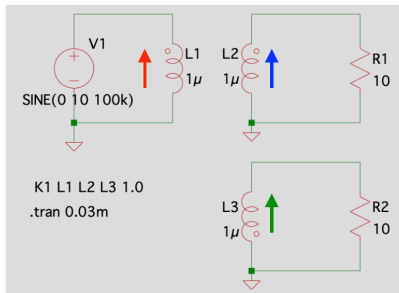 V1
L1
L2
R1
1µ
1µ
10
SINE(0 10 100k)
K1 L1 L2 L3 1.0
.tran 0.03m
L3
R2
1µ
10